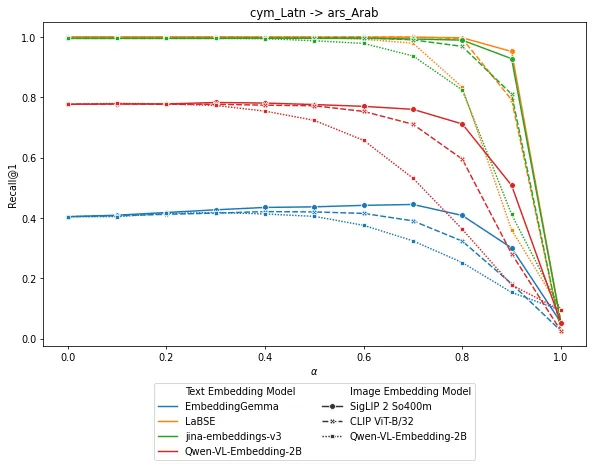 cym_Latn -> ars_Arab
Recall@1
1.0
0.8
0.6
0.4
0.2
0.0
0.0 0.2 0.4 0.6 0.8 1.0
α
Text Embedding Model
EmbeddingGemma
LaBSE
jina-embeddings-v3
Qwen-VL-Embedding-2B
Image Embedding Model
SigLIP 2 So400m
CLIP ViT-B/32
Qwen-VL-Embedding-2B